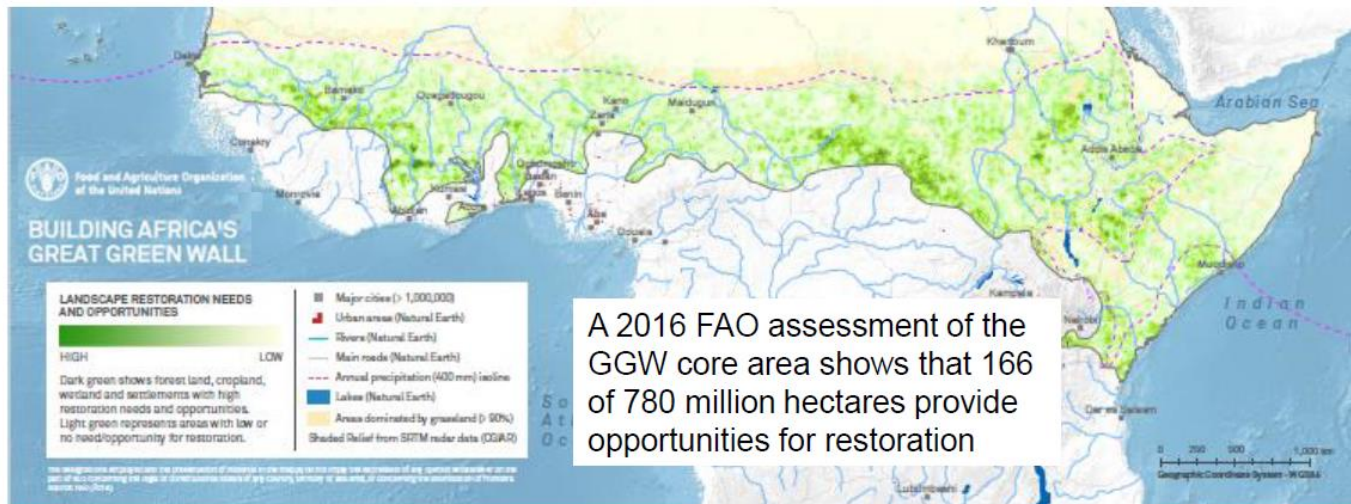 Dakar
Bamako
Ouagadougou
Kano
Zaria
Maiduguri
Khartoum
Arabian Sea
Addis Ababa
Conakry
Monrovia
Kumasi
Abidjan
Ibadan
Lagos
Benin
Aba
Douala
Food and Agriculture Organization
of the United Nations
BUILDING AFRICA'S
GREAT GREEN WALL
Kampala
Nairobi
Indian
Ocean
Dar es Salaam
LANDSCAPE RESTORATION NEEDS
AND OPPORTUNITIES
HIGH
LOW
Dark green shows forest land, cropland,
wetland and settlements with high
restoration needs and opportunities.
Light green represents areas with low or
no need/opportunity for restoration.
Major cities (> 1,000,000)
Urban areas (Natural Earth)
Rivers (Natural Earth)
Main roads (Natural Earth)
Annual precipitation (400 mm) isoline
Lakes (Natural Earth)
Areas dominated by grassland (> 90%)
Shaded Relief from SRTM radar data (CGIAR)
A 2016 FAO assessment of the
GGW core area shows that 166
of 780 million hectares provide
opportunities for restoration
0 250 500 1,000 km
Geographic Coordinate System - WGS84